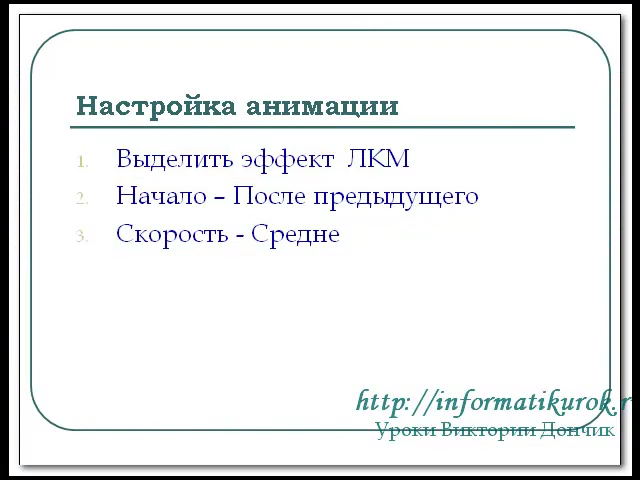 Настройка анимации
1. Выделить эффект ЛКМ
2. Начало – После предыдущего
3. Скорость - Средне
http://informatikurok.r
Уроки Виктории Дончик